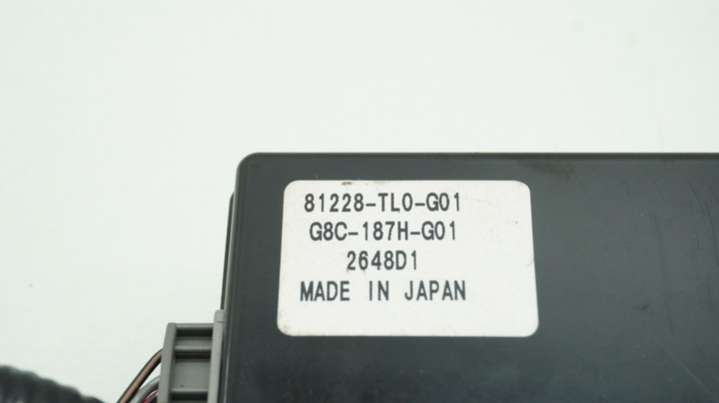 81228-TL0-G01
G8C-187H-G01
2648D1
MADE IN JAPAN